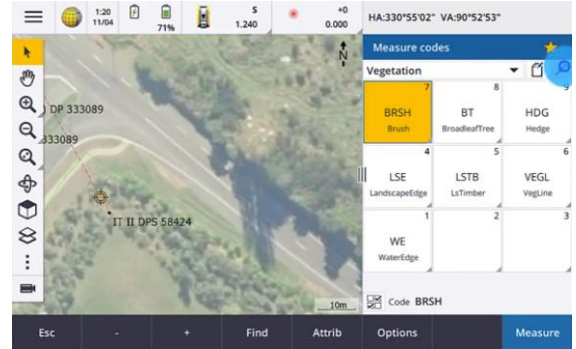 1:20
11/04
71%
S
1.240
+0
0.000
HA:330°55'02" VA:90°52'53"
Measure codes
Vegetation
7
BRSH
Brush
8
BT
BroadleafTree
9
HDG
Hedge
4
LSE
LandscapeEdge
5
LSTB
LsTimber
6
VEGL
VegLine
1
WE
WaterEdge
2
3
Code BRSH
N
DP 333089
33089
IT II DPS 58424
10m
Esc
-
+
Find
Attrib
Options
Measure